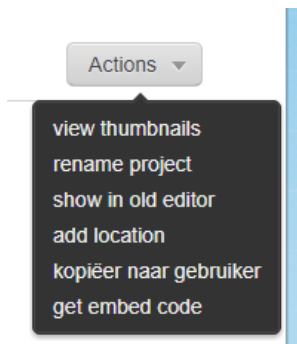 Actions
view thumbnails
rename project
show in old editor
add location
kopiëer naar gebruiker
get embed code